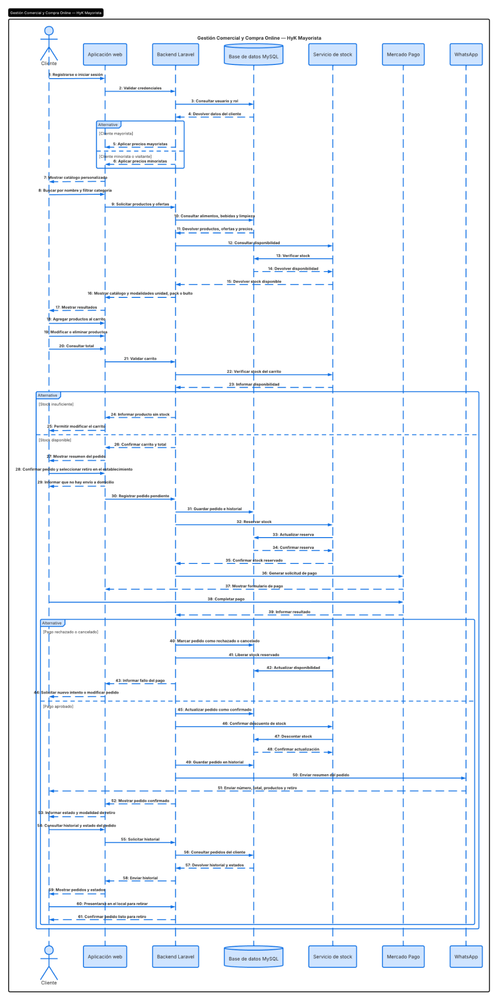 Gestión Comercial y Compra Online — HyK Mayorista
Gestión Comercial y Compra Online — HyK Mayorista
Cliente
Aplicación web
Backend Laravel
Base de datos MySQL
Servicio de stock
Mercado Pago
WhatsApp
1: Registrarse o iniciar sesión
2: Validar credenciales
3: Consultar usuario y rol
4: Devolver datos del cliente
Alternative
[Cliente mayorista]
5: Aplicar precios mayoristas
[Cliente minorista o visitante]
6: Aplicar precios minoristas
7: Mostrar catálogo personalizado
8: Buscar por nombre y filtrar categoría
9: Solicitar productos y ofertas
10: Consultar alimentos, bebidas y limpieza
11: Devolver productos, ofertas y precios
12: Consultar disponibilidad
13: Verificar stock
14: Devolver disponibilidad
15: Devolver stock disponible
16: Mostrar catálogo y modalidades unidad, pack o bulto
17: Mostrar resultados
18: Agregar productos al carrito
19: Modificar o eliminar productos
20: Consultar total
21: Validar carrito
22: Verificar stock del carrito
23: Informar disponibilidad
Alternative
[Stock insuficiente]
24: Informar producto sin stock
25: Permitir modificar el carrito
[Stock disponible]
26: Confirmar carrito y total
27: Mostrar resumen del pedido
28: Confirmar pedido y seleccionar retiro en el establecimiento
29: Informar que no hay envío a domicilio
30: Registrar pedido pendiente
31: Guardar pedido e historial
32: Reservar stock
33: Actualizar reserva
34: Confirmar reserva
35: Confirmar stock reservado
36: Generar solicitud de pago
37: Mostrar formulario de pago
38: Completar pago
39: Informar resultado
Alternative
[Pago rechazado o cancelado]
40: Marcar pedido como rechazado o cancelado
41: Liberar stock reservado
42: Actualizar disponibilidad
43: Informar fallo del pago
44: Solicitar nuevo intento o modificar pedido
[Pago aprobado]
45: Actualizar pedido como confirmado
46: Confirmar descuento de stock
47: Descontar stock
48: Confirmar actualización
49: Guardar pedido en historial
50: Enviar resumen del pedido
51: Enviar número, total, productos y retiro
52: Mostrar pedido confirmado
53: Informar estado y modalidad de retiro
54: Consultar historial y estado del pedido
55: Solicitar historial
56: Consultar pedidos del cliente
57: Devolver historial y estados
58: Enviar historial
59: Mostrar pedidos y estados
60: Presentarse en el local para retirar
61: Confirmar pedido listo para retiro
Cliente
Aplicación web
Backend Laravel
Base de datos MySQL
Servicio de stock
Mercado Pago
WhatsApp